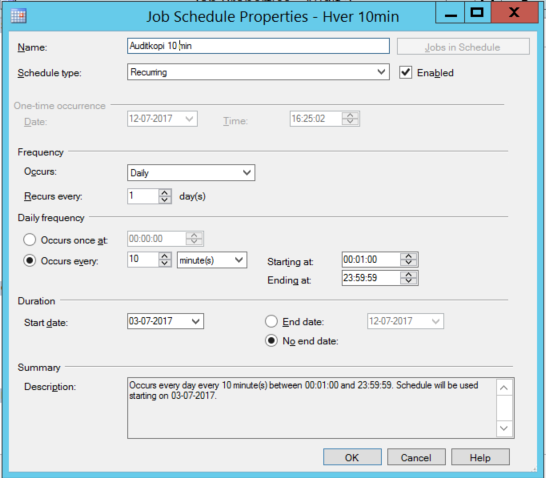 Job Schedule Properties - Hver 10min
Name: Auditkopi 10 min Jobs in Schedule
Schedule type: Recurring Enabled
One-time occurrence
Date: 12-07-2017 Time: 16:25:02
Frequency
Occurs: Daily
Recurs every: 1 day(s)
Daily frequency
Occurs once at: 00:00:00
Occurs every: 10 minute(s) Starting at: 00:01:00
Ending at: 23:59:59
Duration
Start date: 03-07-2017 End date: 12-07-2017
No end date:
Summary
Description: Occurs every day every 10 minute(s) between 00:01:00 and 23:59:59. Schedule will be used
starting on 03-07-2017.
OK Cancel Help